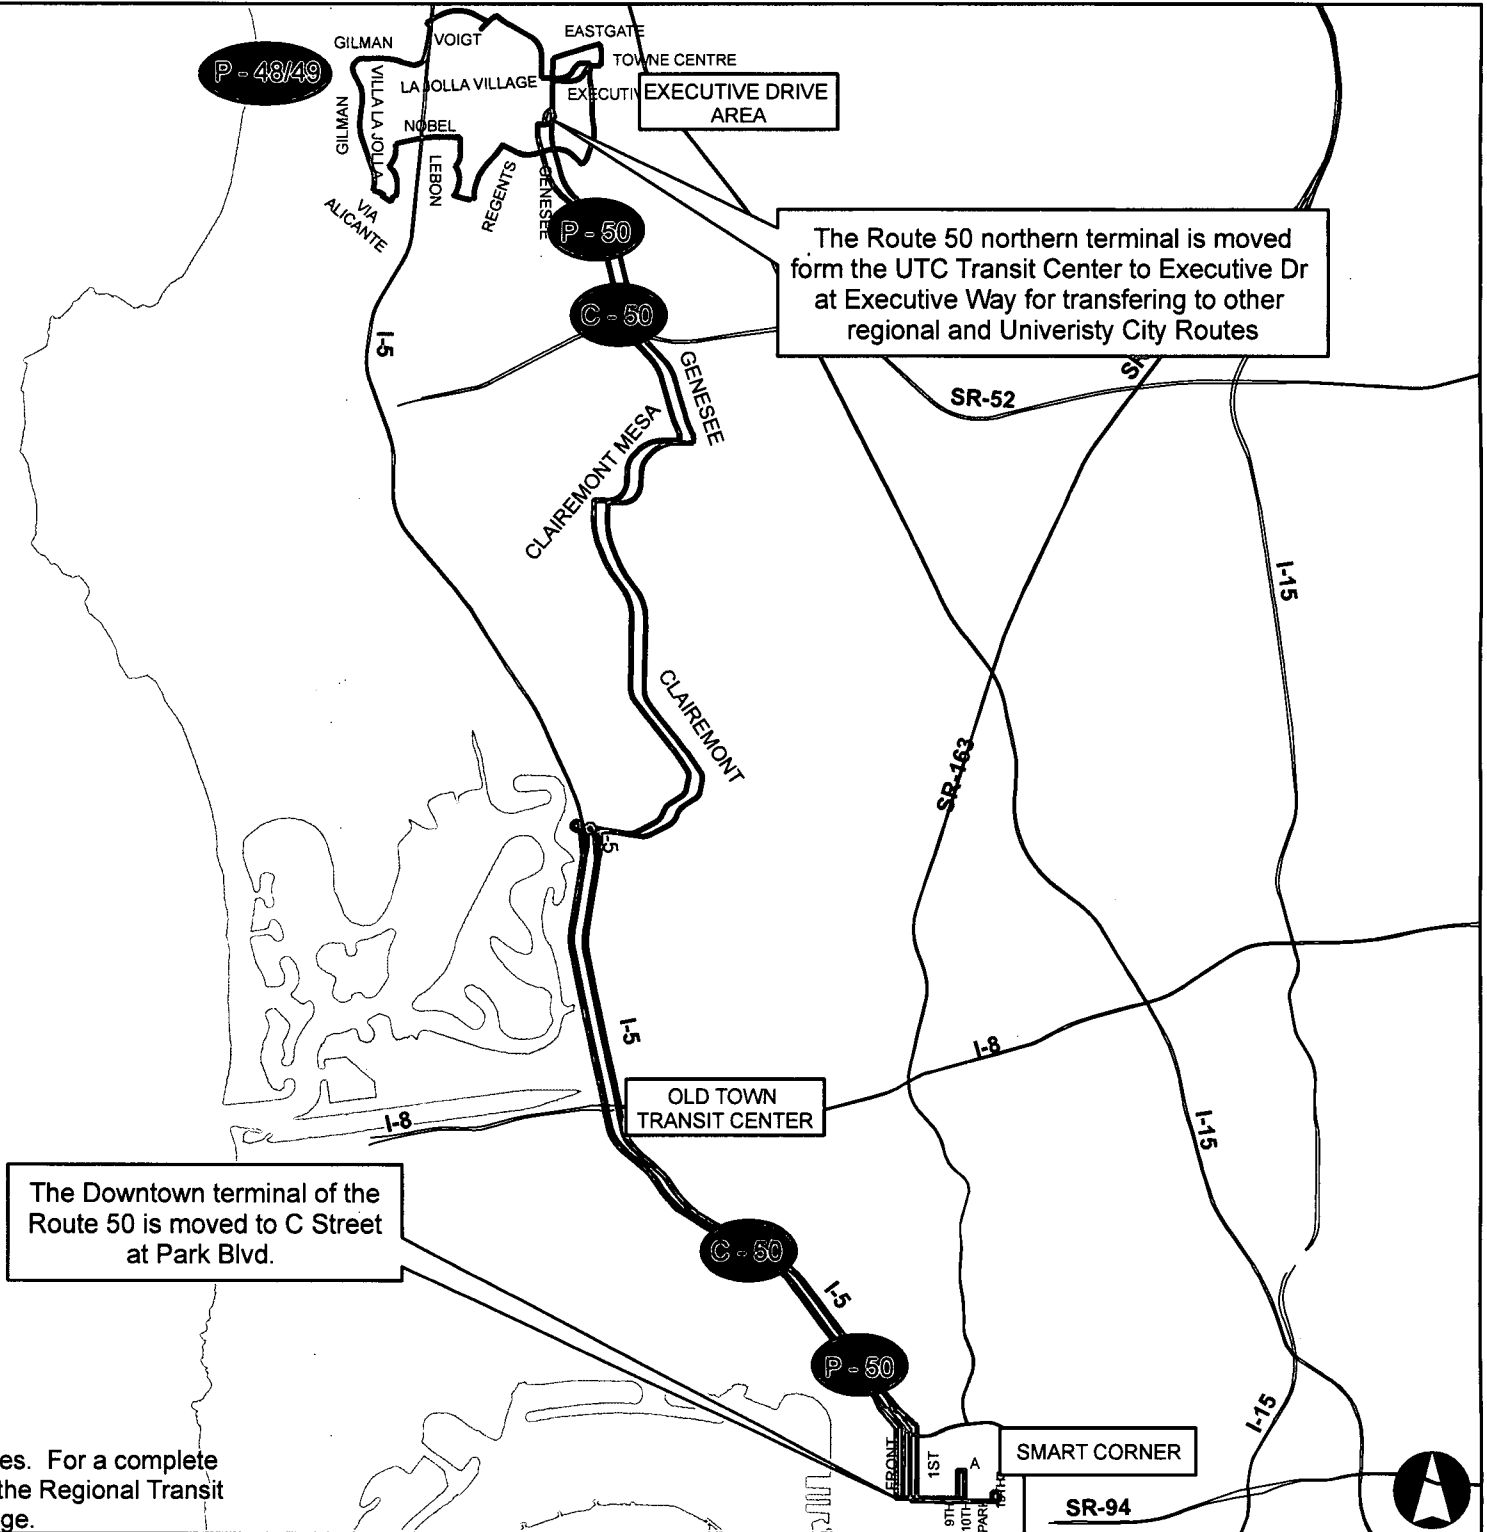 GILMAN
VOIGT
EASTGATE
TOWNE CENTRE
P - 48/49
VILLA LA JOLLA
LA JOLLA VILLAGE
EXECUTIVE DRIVE
AREA
GILMAN
NOBEL
LEBON
REGENTS
GENESEE
VIA
ALICANTE
P - 50
The Route 50 northern terminal is moved
form the UTC Transit Center to Executive Dr
at Executive Way for transfering to other
regional and Univeristy City Routes
C - 50
I-5
GENESEE
SR-52
CLAIREMONT MESA
I-15
CLAIREMONT
SR-163
I-5
I-5
I-8
OLD TOWN
TRANSIT CENTER
I-8
I-15
The Downtown terminal of the
Route 50 is moved to C Street
at Park Blvd.
C - 50
I-5
P - 50
I-15
FRONT
1ST
A
SMART CORNER
es. For a complete
the Regional Transit
ge.
9TH
10TH
PARK
SR-94